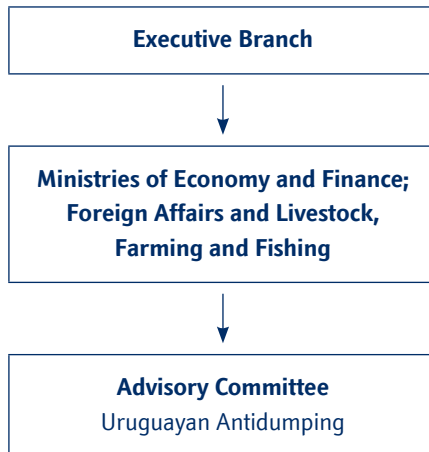 Executive Branch
Ministries of Economy and Finance;
Foreign Affairs and Livestock,
Farming and Fishing
Advisory Committee
Uruguayan Antidumping